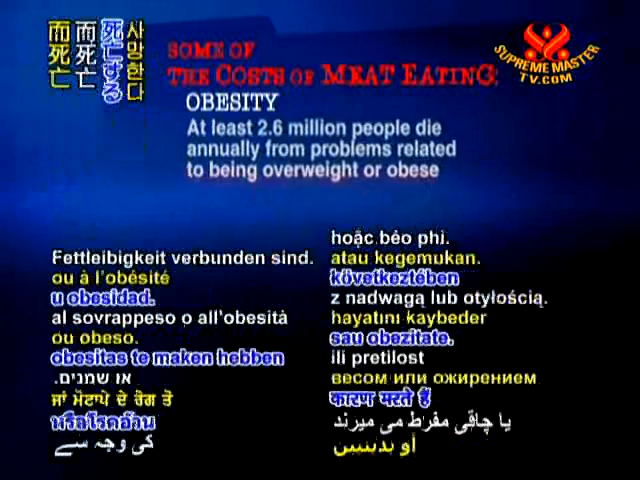 而死亡
而死亡
死亡する
사망한다
SOME OF
THE COSTS OF MEAT EATING:
SUPREME MASTER
TV.COM
OBESITY
At least 2.6 million people die
annually from problems related
to being overweight or obese
Fettleibigkeit verbunden sind.
ou à l'obésité
u obesidad.
al sovrappeso o all'obesità
ou obeso.
obesitas te maken hebben
או שמנים.
ਜਾਂ ਮੋਟਾਪੇ ਦੇ ਰੋਗ ਤੋਂ
หรือโรคอ้วน
کی وجہ سے
hoặc béo phì.
atau kegemukan.
következtében
z nadwagą lub otyłością.
hayatını kaybeder
sau obezitate.
ili pretilost
весом или ожирением
कारण मरते हैं
یا چاقی مفرط می میرند
أو بدينين